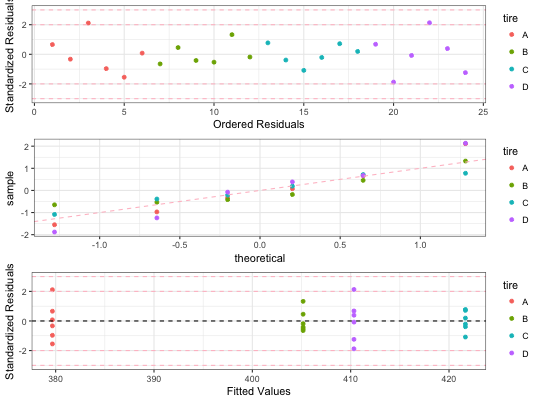 Standardized Residuals
2
0
-2
0
5
10
15
20
25
Ordered Residuals
tire
A
B
C
D
sample
2
1
0
-1
-2
-1.0
-0.5
0.0
0.5
1.0
theoretical
tire
A
B
C
D
Standardized Residuals
2
0
-2
380
390
400
410
420
Fitted Values
tire
A
B
C
D